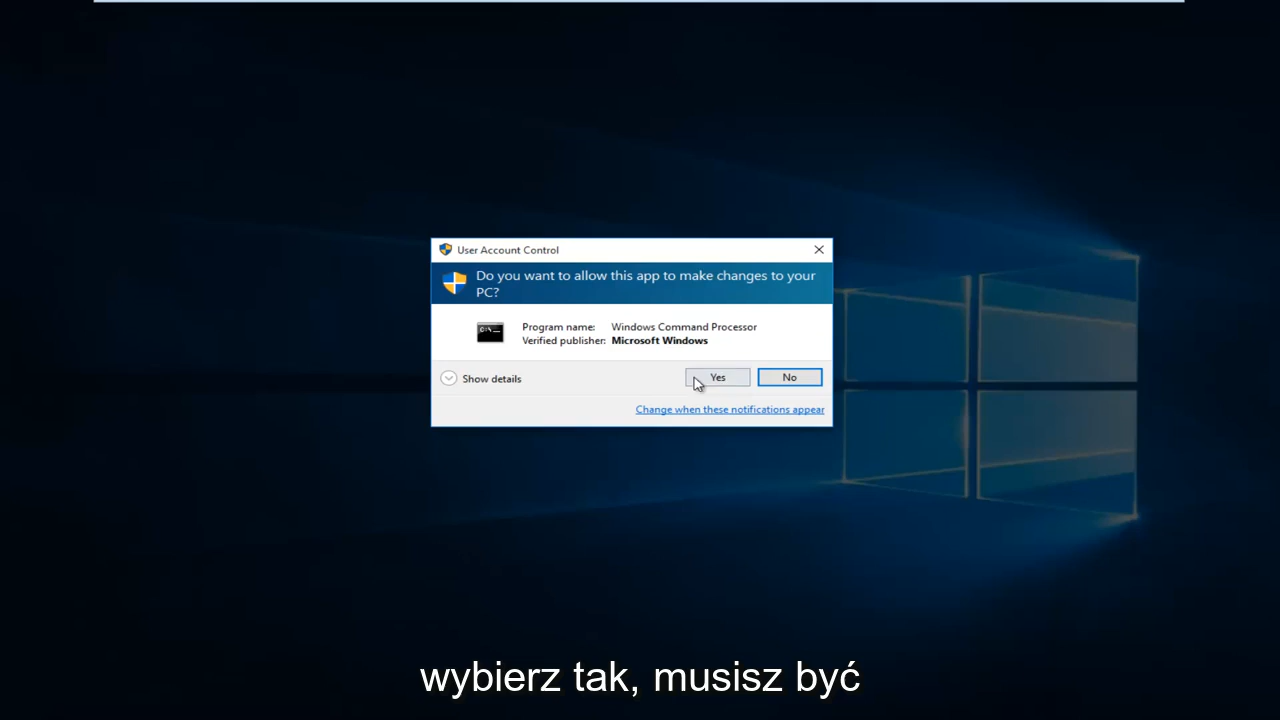 User Account Control
Do you want to allow this app to make changes to your
PC?
C:\._
Program name: Windows Command Processor
Verified publisher: Microsoft Windows
Show details
Yes
No
Change when these notifications appear
wybierz tak, musisz być